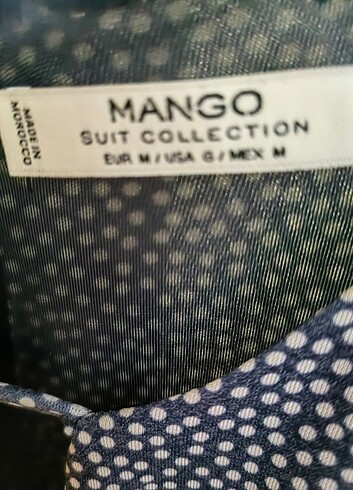 MANGO
SUIT COLLECTION
EUR M / USA G / MEX M
MADE IN
MOROCCO